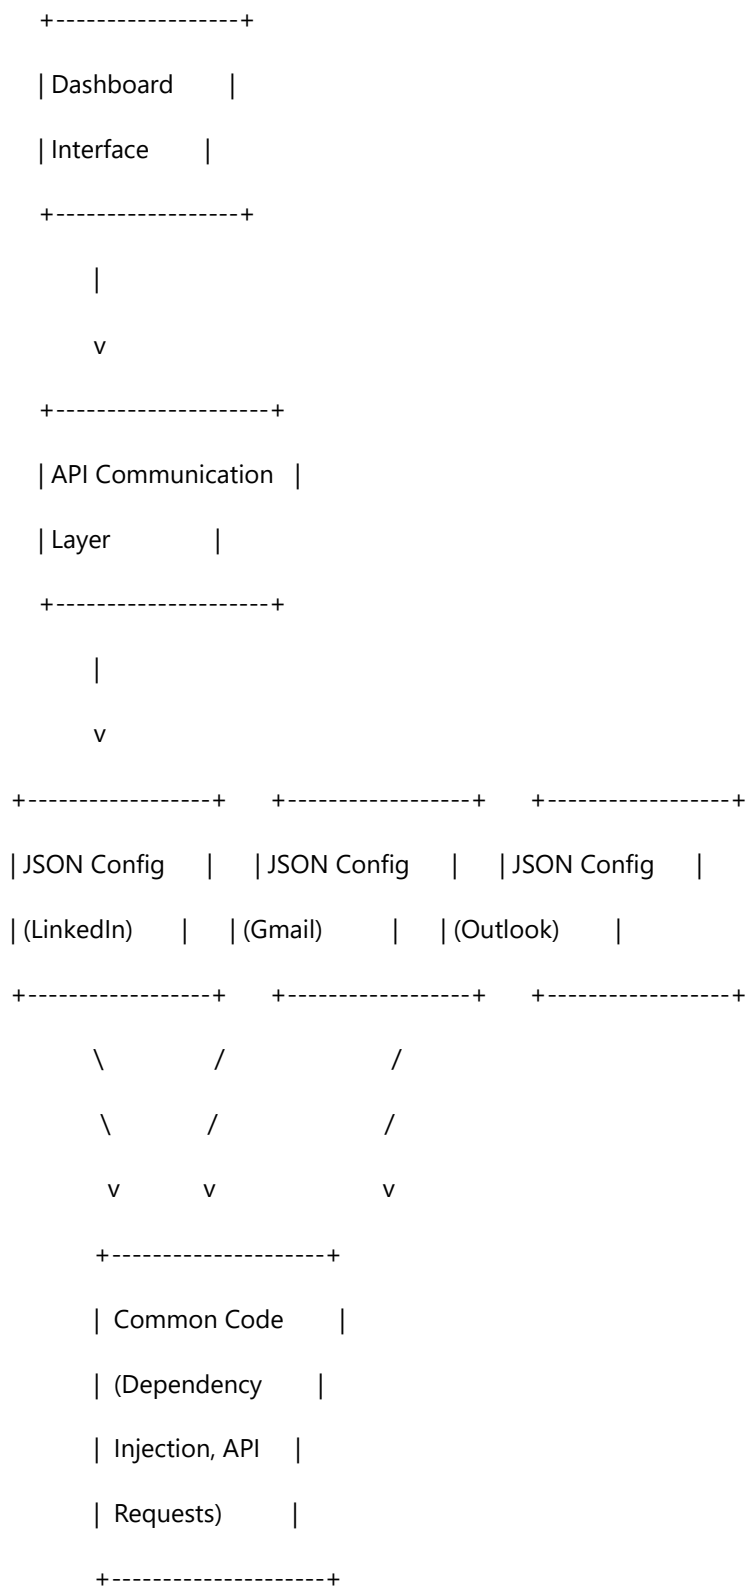 +------------------+
| Dashboard        |
| Interface        |
+------------------+
|
v
+---------------------+
| API Communication   |
| Layer               |
+---------------------+
|
v
+------------------+   +------------------+   +------------------+
| JSON Config      |   | JSON Config      |   | JSON Config      |
| (LinkedIn)       |   | (Gmail)          |   | (Outlook)        |
+------------------+   +------------------+   +------------------+
\ / /
\ / /
v v v
+---------------------+
|  Common Code        |
|  (Dependency        |
|  Injection, API     |
|  Requests)          |
+---------------------+